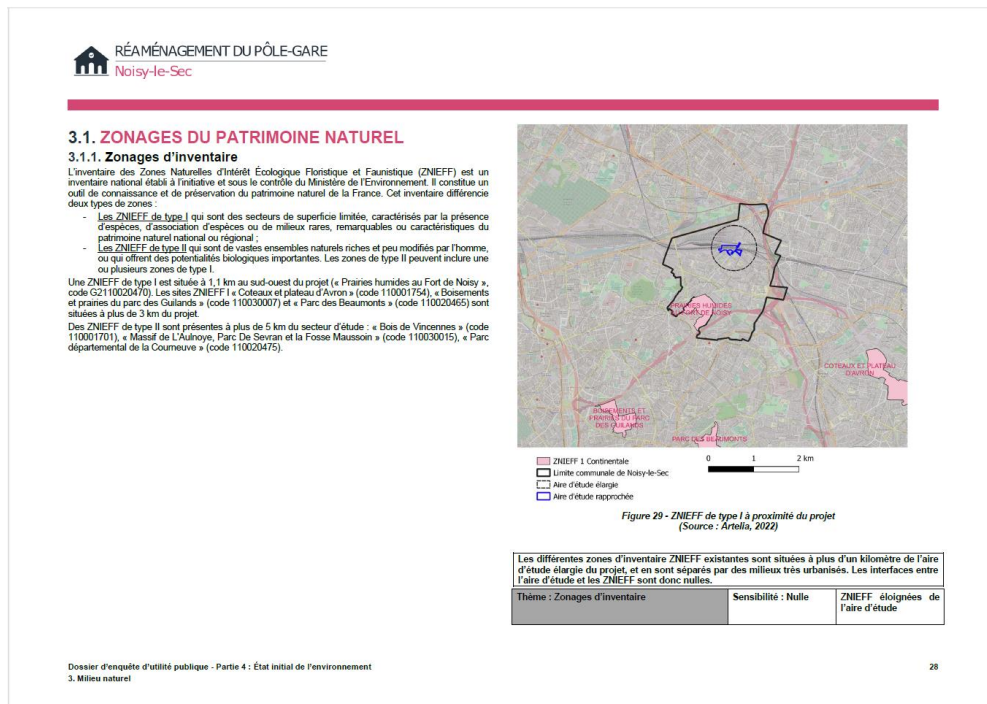 RÉAMÉNAGEMENT DU PÔLE-GARE
Noisy-le-Sec
3.1. ZONAGES DU PATRIMOINE NATUREL
3.1.1. Zonages d'inventaire
L'inventaire des Zones Naturelles d'Intérêt Écologique Floristique et Faunistique (ZNIEFF) est un
inventaire national établi à l'initiative et sous le contrôle du Ministère de l'Environnement. Il constitue un
outil de connaissance et de préservation du patrimoine naturel de la France. Cet inventaire différencie
deux types de zones :
- Les ZNIEFF de type I qui sont des secteurs de superficie limitée, caractérisés par la présence
d'espèces, d'association d'espèces ou de milieux rares, remarquables ou caractéristiques du
patrimoine naturel national ou régional ;
- Les ZNIEFF de type II qui sont de vastes ensembles naturels riches et peu modifiés par l'homme,
ou qui offrent des potentialités biologiques importantes. Les zones de type II peuvent inclure une
ou plusieurs zones de type I.
Une ZNIEFF de type I est située à 1,1 km au sud-ouest du projet (« Prairies humides au Fort de Noisy »,
code G2110020470). Les sites ZNIEFF I « Coteaux et plateau d'Avron » (code 110001754), « Boisements
et prairies du parc des Guilands » (code 110030007) et « Parc des Beaumonts » (code 110020465) sont
situées à plus de 3 km du projet.
Des ZNIEFF de type II sont présentes à plus de 5 km du secteur d'étude : « Bois de Vincennes » (code
110001701), « Massif de L'Aulnoye, Parc De Sevran et la Fosse Maussoin » (code 110030015), « Parc
départemental de la Courneuve » (code 110020475).
PRAIRIES HUMIDES
AU FORT DE NOISY
COTEAUX ET PLATEAU
D'AVRON
BOISEMENTS ET
PRAIRIES DU PARC
DES GUILANDS
PARC DES BEAUMONTS
0 1 2 km
ZNIEFF 1 Continentale
Limite communale de Noisy-le-Sec
Aire d'étude élargie
Aire d'étude rapprochée
Figure 29 - ZNIEFF de type I à proximité du projet
(Source : Artelia, 2022)
Les différentes zones d'inventaire ZNIEFF existantes sont situées à plus d'un kilomètre de l'aire
d'étude élargie du projet, et en sont séparés par des milieux très urbanisés. Les interfaces entre
l'aire d'étude et les ZNIEFF sont donc nulles.
Thème : Zonages d'inventaire Sensibilité : Nulle ZNIEFF éloignées de
l'aire d'étude
Dossier d'enquête d'utilité publique - Partie 4 : État initial de l'environnement 28
3. Milieu naturel